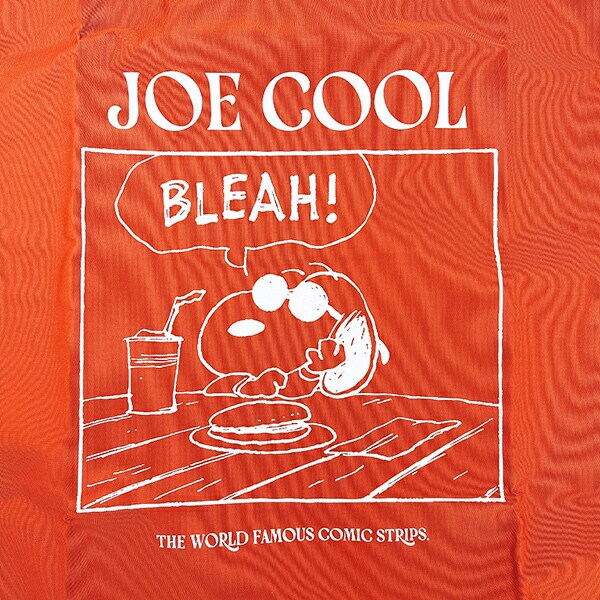 JOE COOL
BLEAH!
THE WORLD FAMOUS COMIC STRIPS.